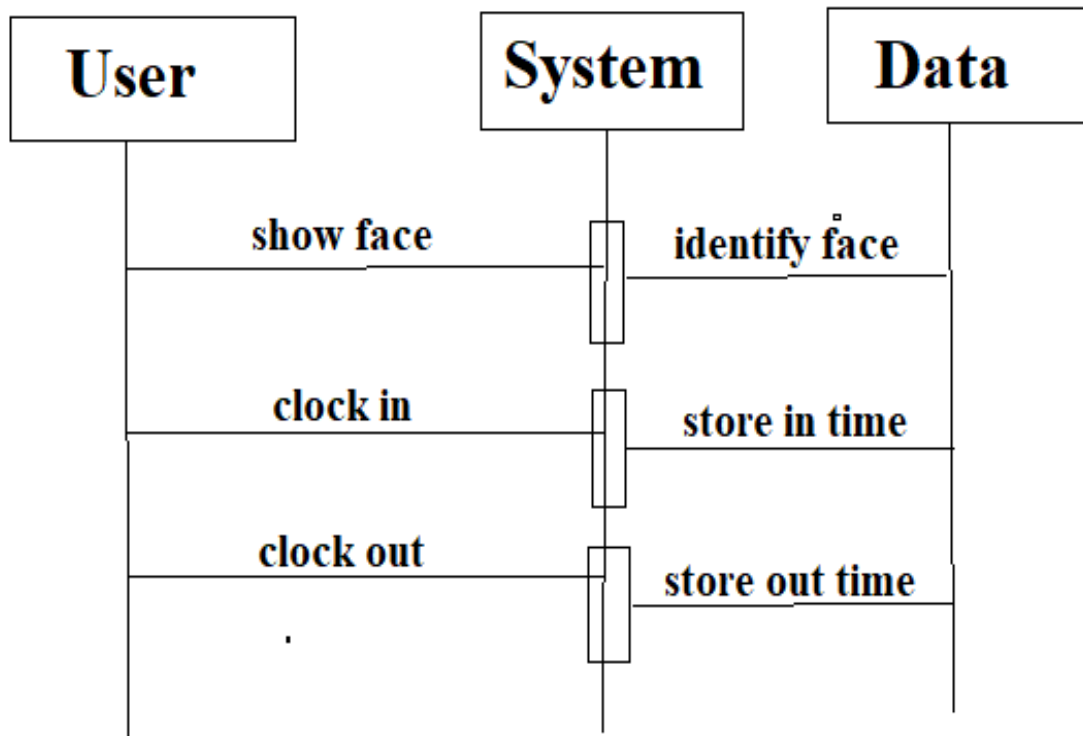 User
System
Data
show face
identify face
clock in
store in time
clock out
store out time